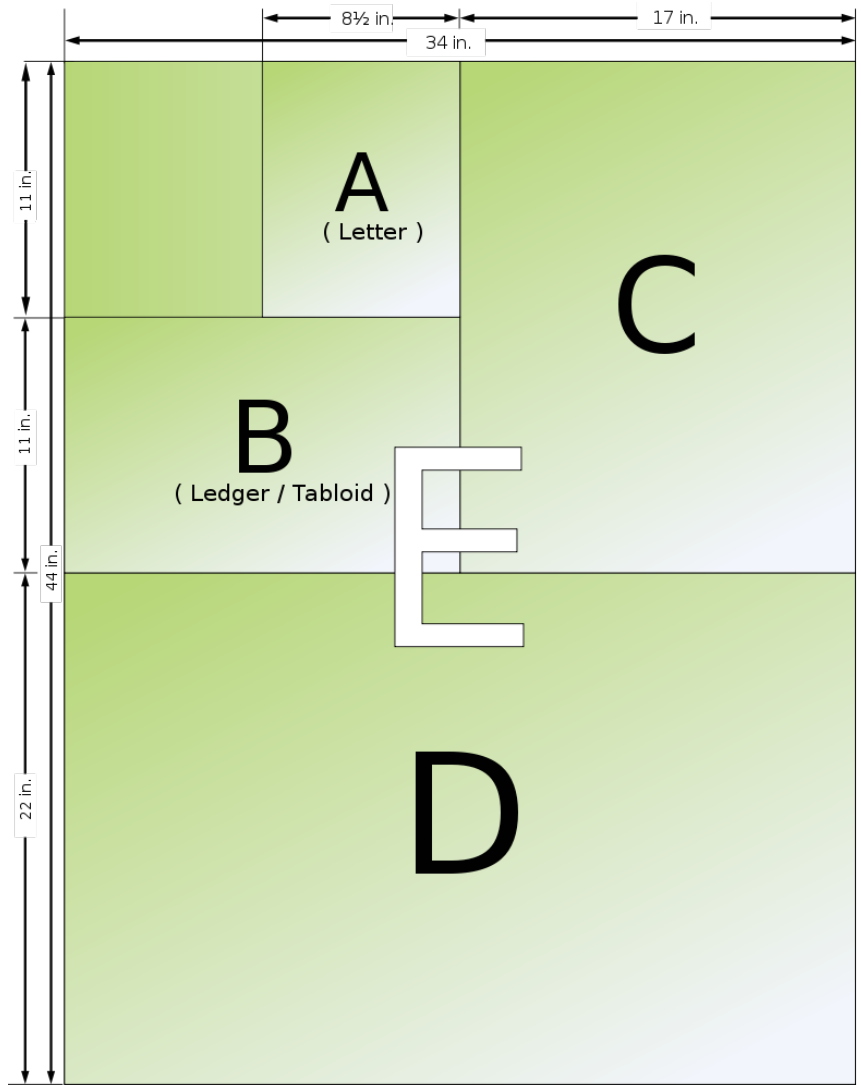 8½ in.
17 in.
34 in.
11 in.
A
( Letter )
C
B
( Ledger / Tabloid )
11 in.
E
44 in.
D
22 in.